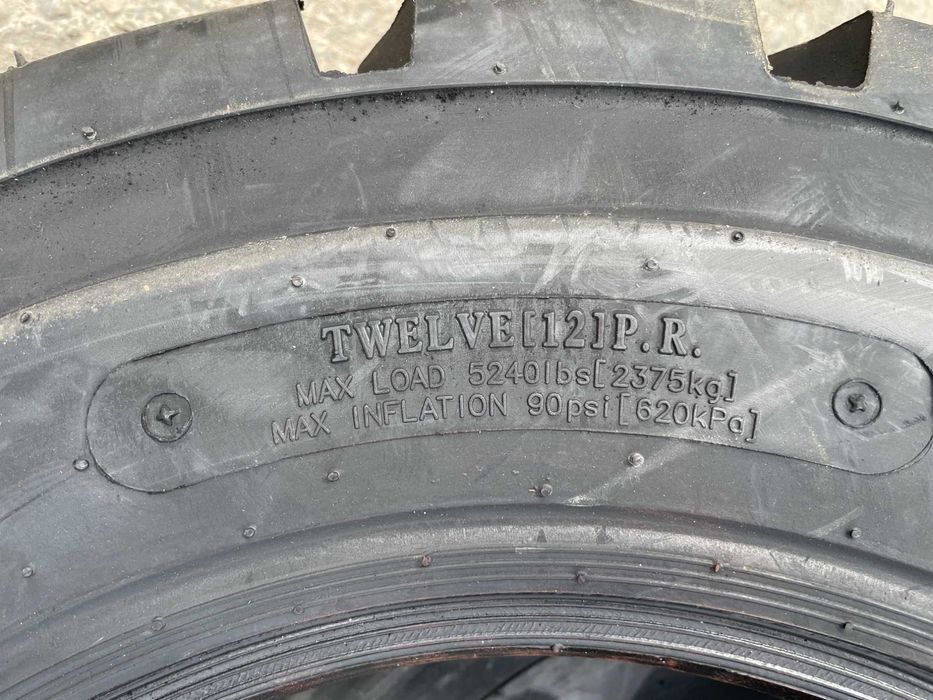 TWELVE[12]P.R.
MAX LOAD 5240lbs[2375kg]
MAX INFLATION 90psi[620kPa]